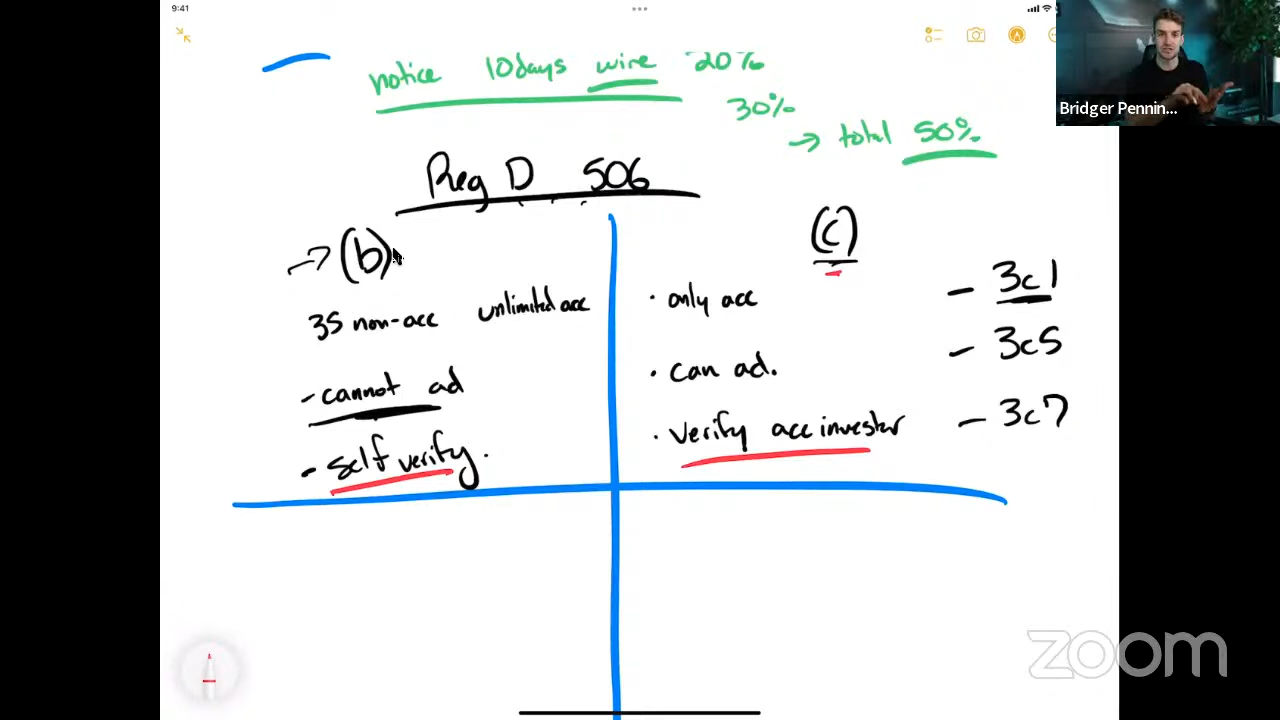 9:41
Bridger Pennin...
notice 10days wire 20%
30%
→ total 50%
Reg D 506
→ (b)
(c)
35 non-acc unlimited acc
- cannot ad
- self verify.
· only acc
· can ad.
· verify acc investor
- 3c1
- 3c5
- 3c7
zoom